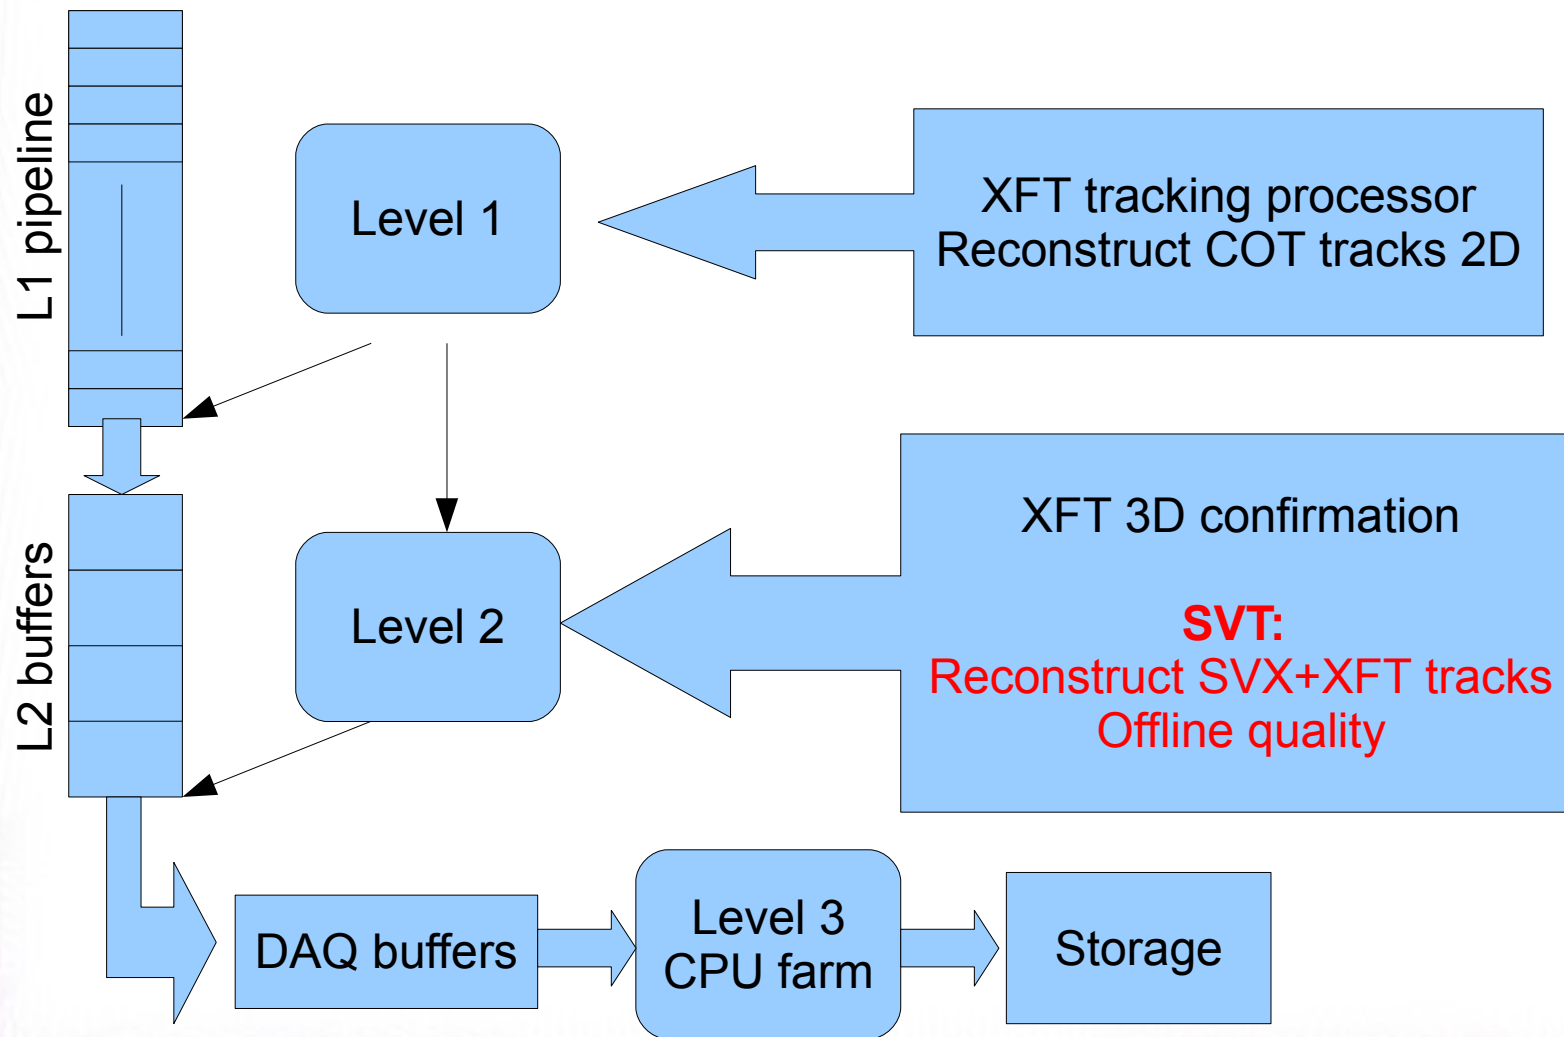 L1 pipeline
Level 1
XFT tracking processor
Reconstruct COT tracks 2D
L2 buffers
Level 2
XFT 3D confirmation
SVT:
Reconstruct SVX+XFT tracks
Offline quality
DAQ buffers
Level 3
CPU farm
Storage